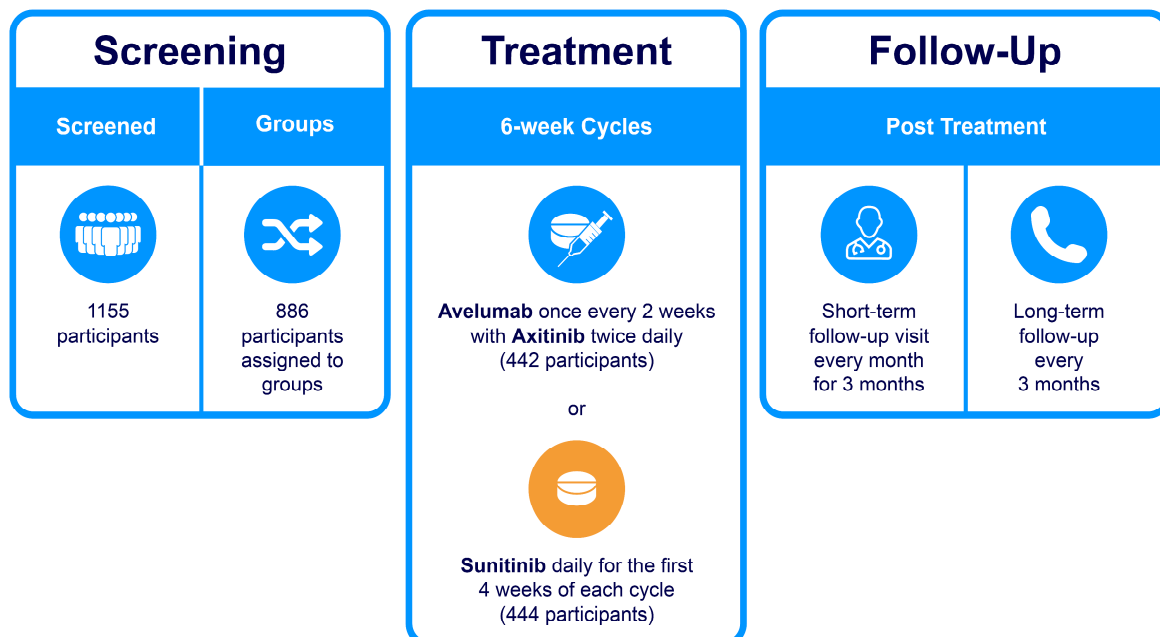 Screening
Screened
Groups
1155
participants
886
participants
assigned to
groups
Treatment
6-week Cycles
Avelumab once every 2 weeks
with Axitinib twice daily
(442 participants)
or
Sunitinib daily for the first
4 weeks of each cycle
(444 participants)
Follow-Up
Post Treatment
Short-term
follow-up visit
every month
for 3 months
Long-term
follow-up
every
3 months